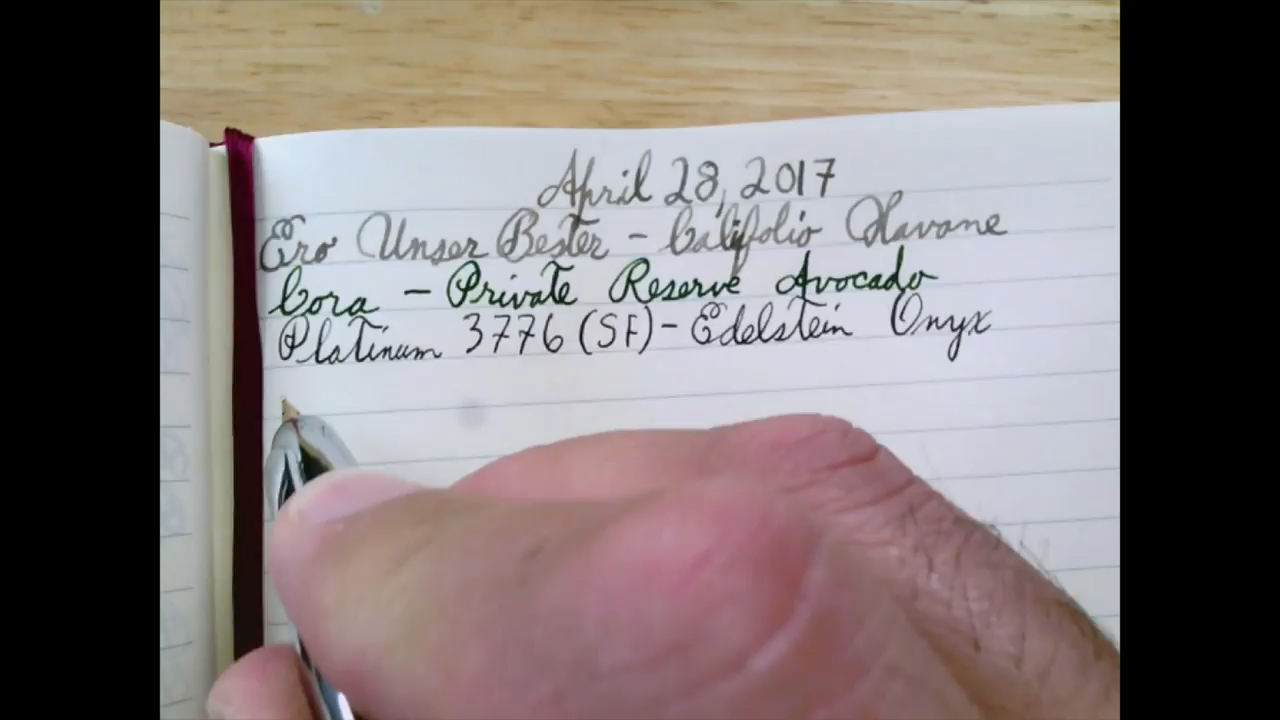 April 28, 2017
Ero Unser Bester - Califolio Havane
Cora - Private Reserve Avocado
Platinum 3776 (SF) - Edelstein Onyx